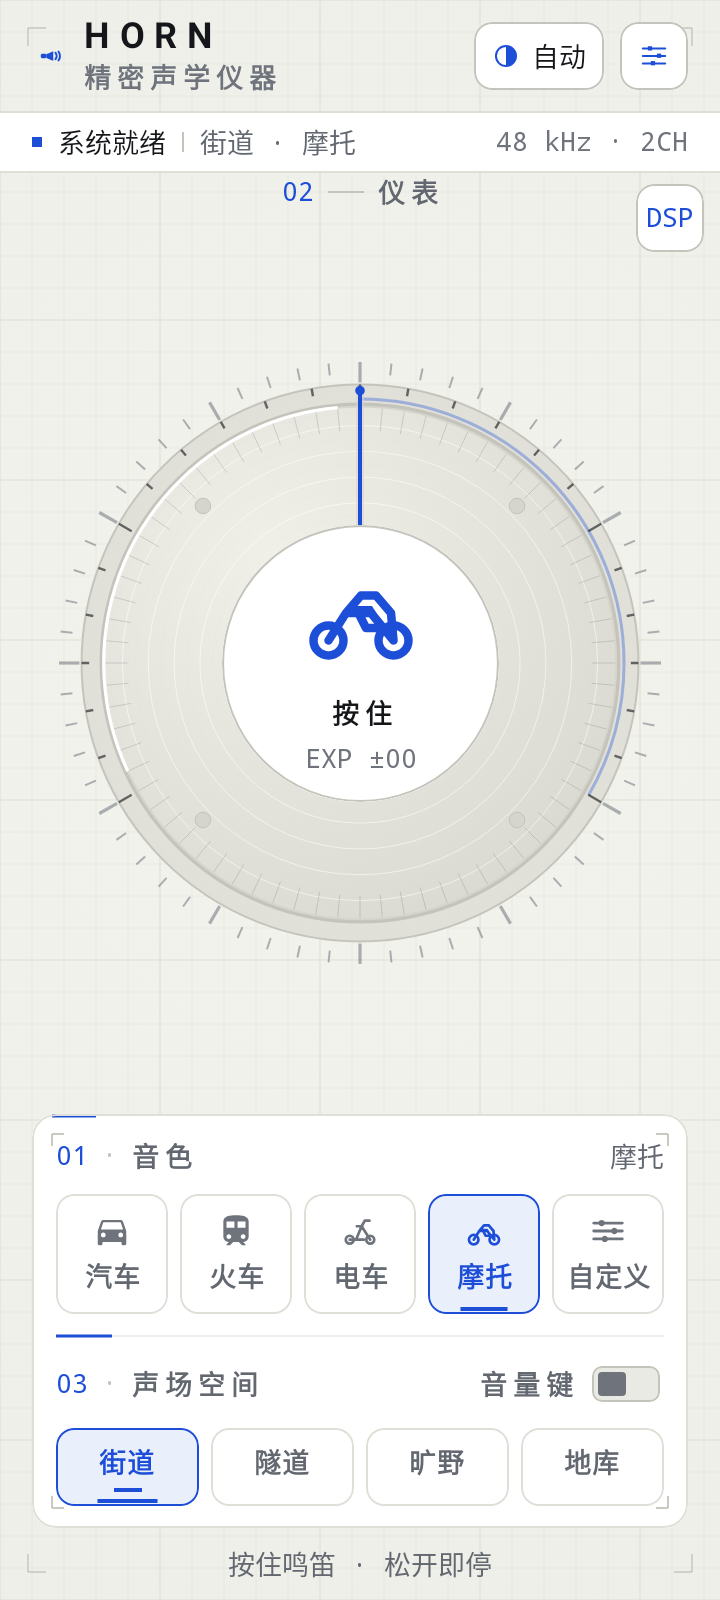 HORN
精密声学仪器
自动
系统就绪 街道 · 摩托 48 kHz · 2CH
02 仪表
DSP
按住
EXP ±00
01 · 音色 摩托
汽车 火车 电车 摩托 自定义
03 · 声场空间 音量键
街道 隧道 旷野 地库
按住鸣笛 · 松开即停